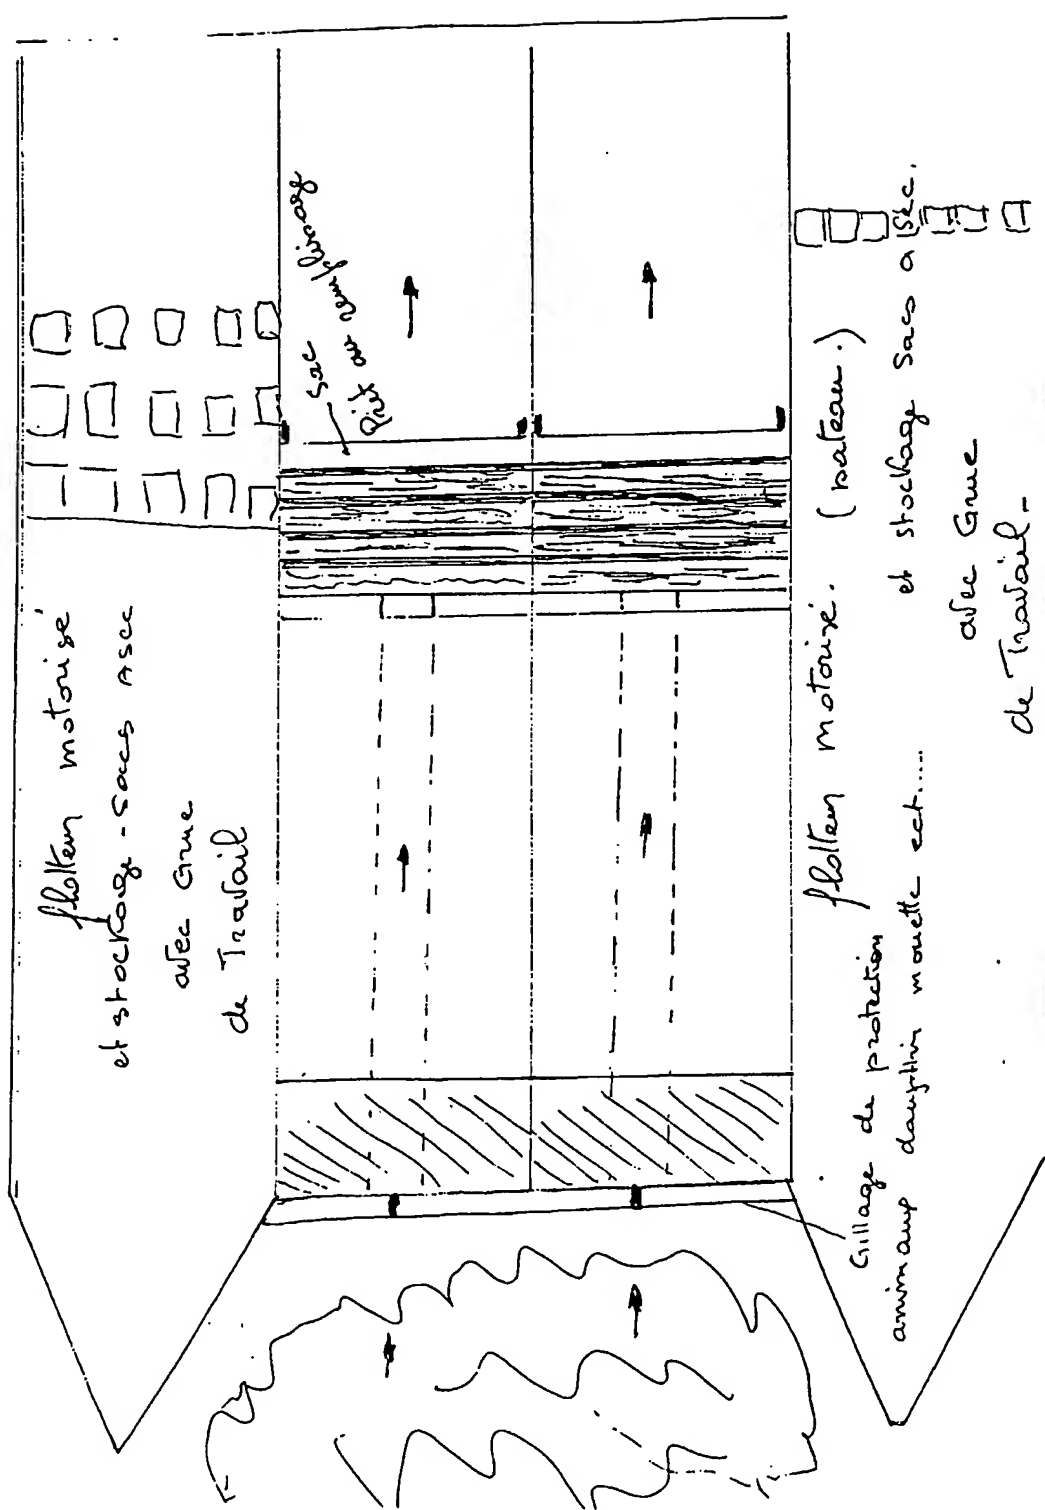 flotteur motorisé
et stockage - sacs a sec
avec Grue
de Travail
sac
Prêt au remplissage
flotteur motorisé. (bateau.)
et stockage sacs a sec.
avec Grue
de Travail -
Grillage de protection
animaux dauphin mouette ect.....